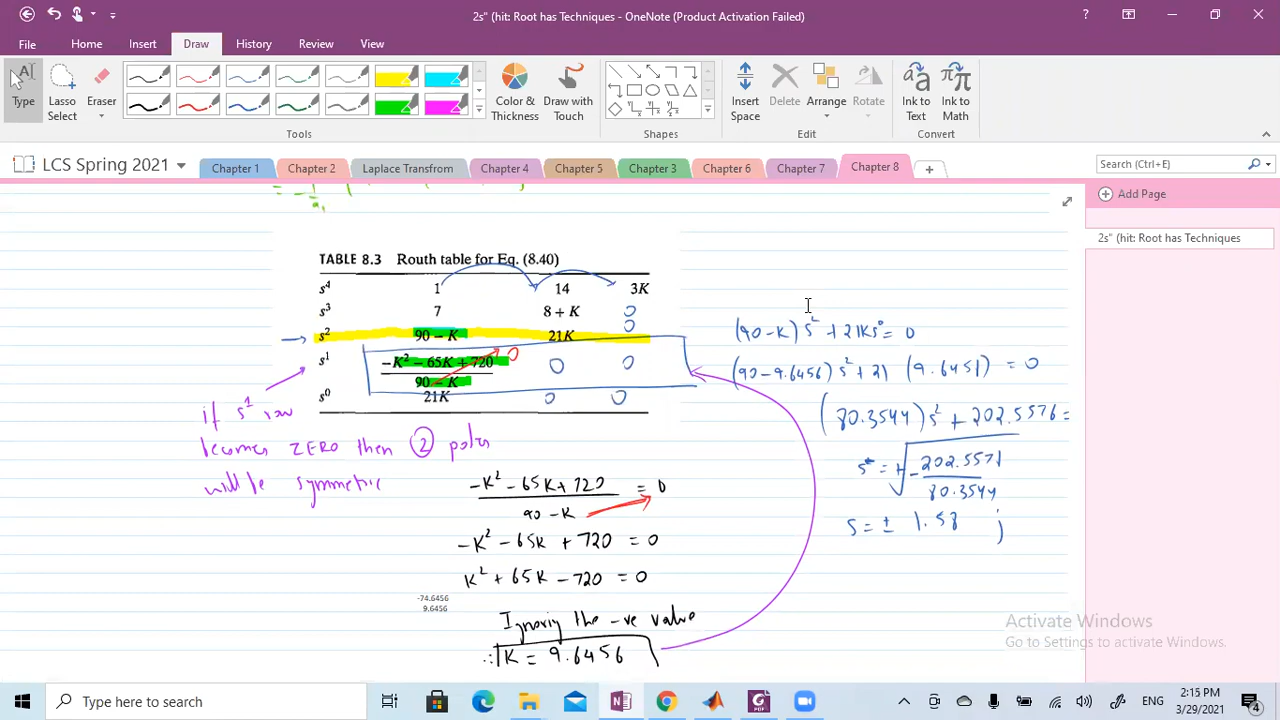 2s" (hit: Root has Techniques - OneNote (Product Activation Failed)
File Home Insert Draw History Review View
Type
Lasso Select
Eraser
Color & Thickness
Draw with Touch
Insert Space
Delete
Arrange
Rotate
Ink to Text
Ink to Math
Tools
Shapes
Edit
Convert
LCS Spring 2021
Chapter 1 Chapter 2 Laplace Transfrom Chapter 4 Chapter 5 Chapter 3 Chapter 6 Chapter 7 Chapter 8
Search (Ctrl+E)
Add Page
2s" (hit: Root has Techniques
TABLE 8.3 Routh table for Eq. (8.40)
s⁴ 1 14 3K
s³ 7 8 + K 0
0
s² 90 − K 21K
s¹ −K² − 65K + 720 0 0 0
90 − K
s⁰ 21K 0 0
if s¹ row
becomes ZERO then 2 poles
will be symmetric
−K² − 65K + 720 = 0
90 − K
−K² − 65K + 720 = 0
K² + 65K − 720 = 0
-74.6456
9.6456
Ignoring the -ve value
∴ K = 9.6456
(90 − K) s² + 21Ks⁰ = 0
(90 − 9.6456) s² + 21 (9.6451) = 0
(80.3544) s² + 202.5576 =
s = ± √ − 202.5571
80.3544
s = ± 1.58 j
Activate Windows
Go to Settings to activate Windows.
Type here to search
ENG
2:15 PM
3/29/2021
4